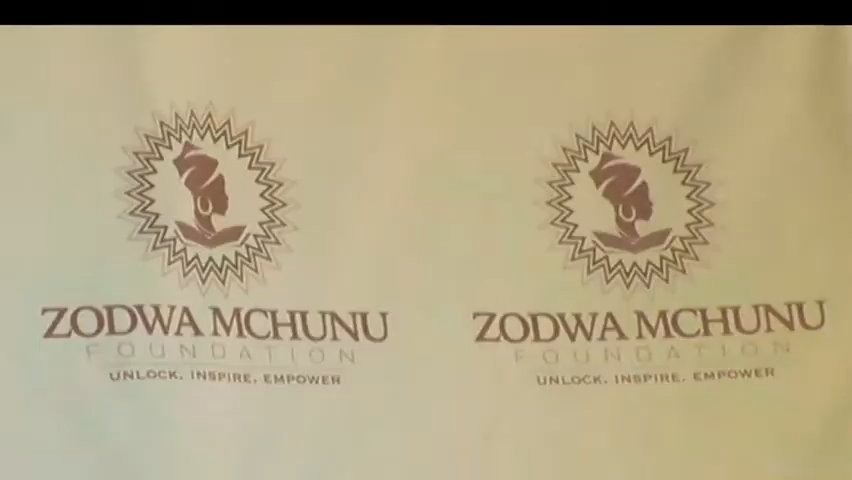 ZODWA MCHUNU
FOUNDATION
UNLOCK. INSPIRE. EMPOWER
ZODWA MCHUNU
FOUNDATION
UNLOCK. INSPIRE. EMPOWER